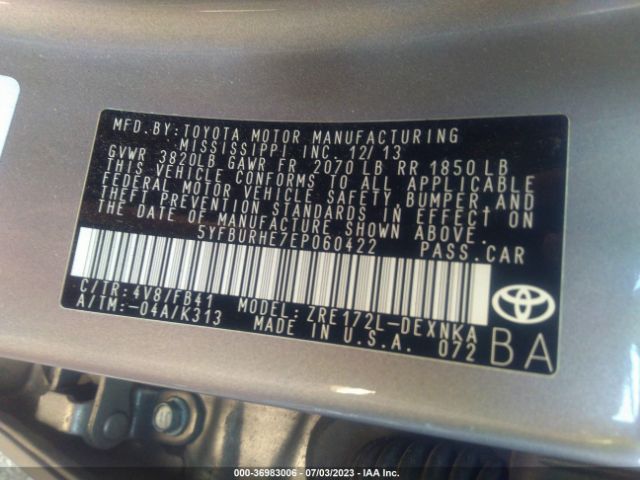 MFD.BY:TOYOTA MOTOR MANUFACTURING
MISSISSIPPI INC. 12/13
GVWR 3820LB GAWR FR 2070 LB RR 1850 LB
THIS VEHICLE CONFORMS TO ALL APPLICABLE
FEDERAL MOTOR VEHICLE SAFETY,BUMPER,AND
THEFT PREVENTION STANDARDS IN EFFECT ON
THE DATE OF MANUFACTURE SHOWN ABOVE.
5YFBURHE7EP060422 PASS.CAR
C/TR:4V8/FB41
A/TM:-04A/K313
MODEL: ZRE172L-DEXNKA
MADE IN U.S.A. 072
BA
000-36983006 / 07/03/2023 / IAA Inc.